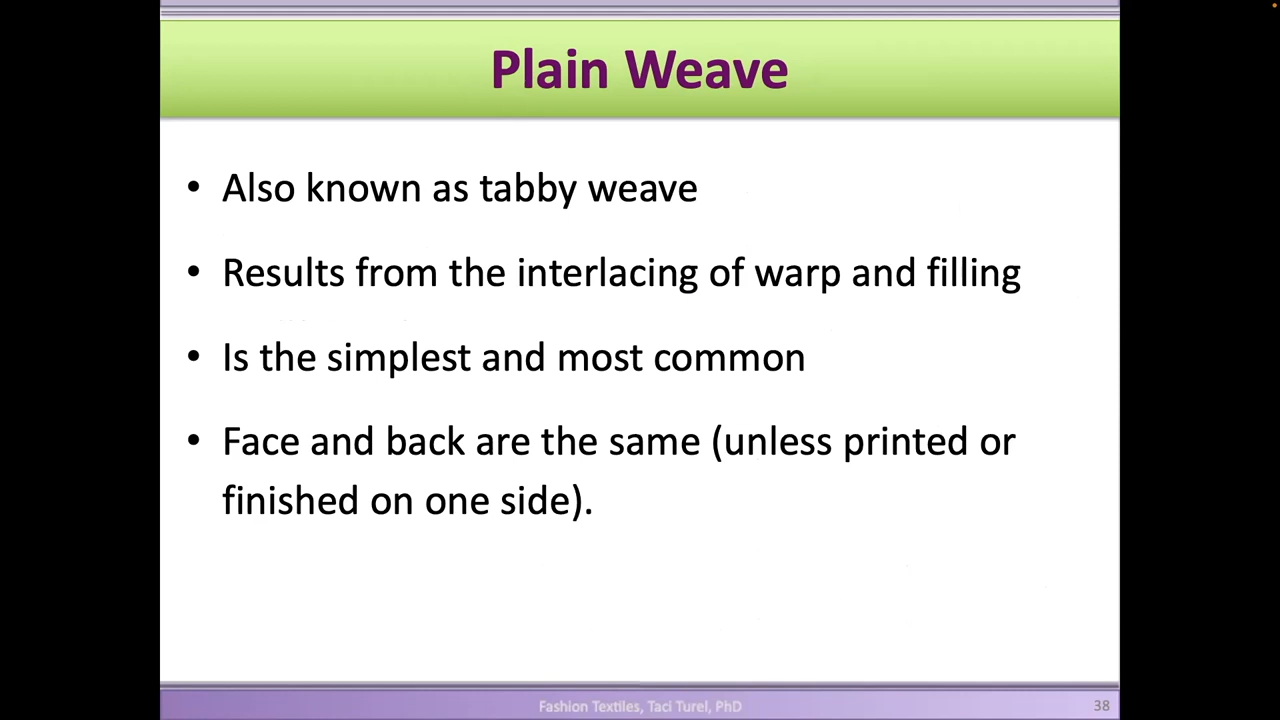 Plain Weave
• Also known as tabby weave
• Results from the interlacing of warp and filling
• Is the simplest and most common
• Face and back are the same (unless printed or
finished on one side).
Fashion Textiles, Taci Turel, PhD
38